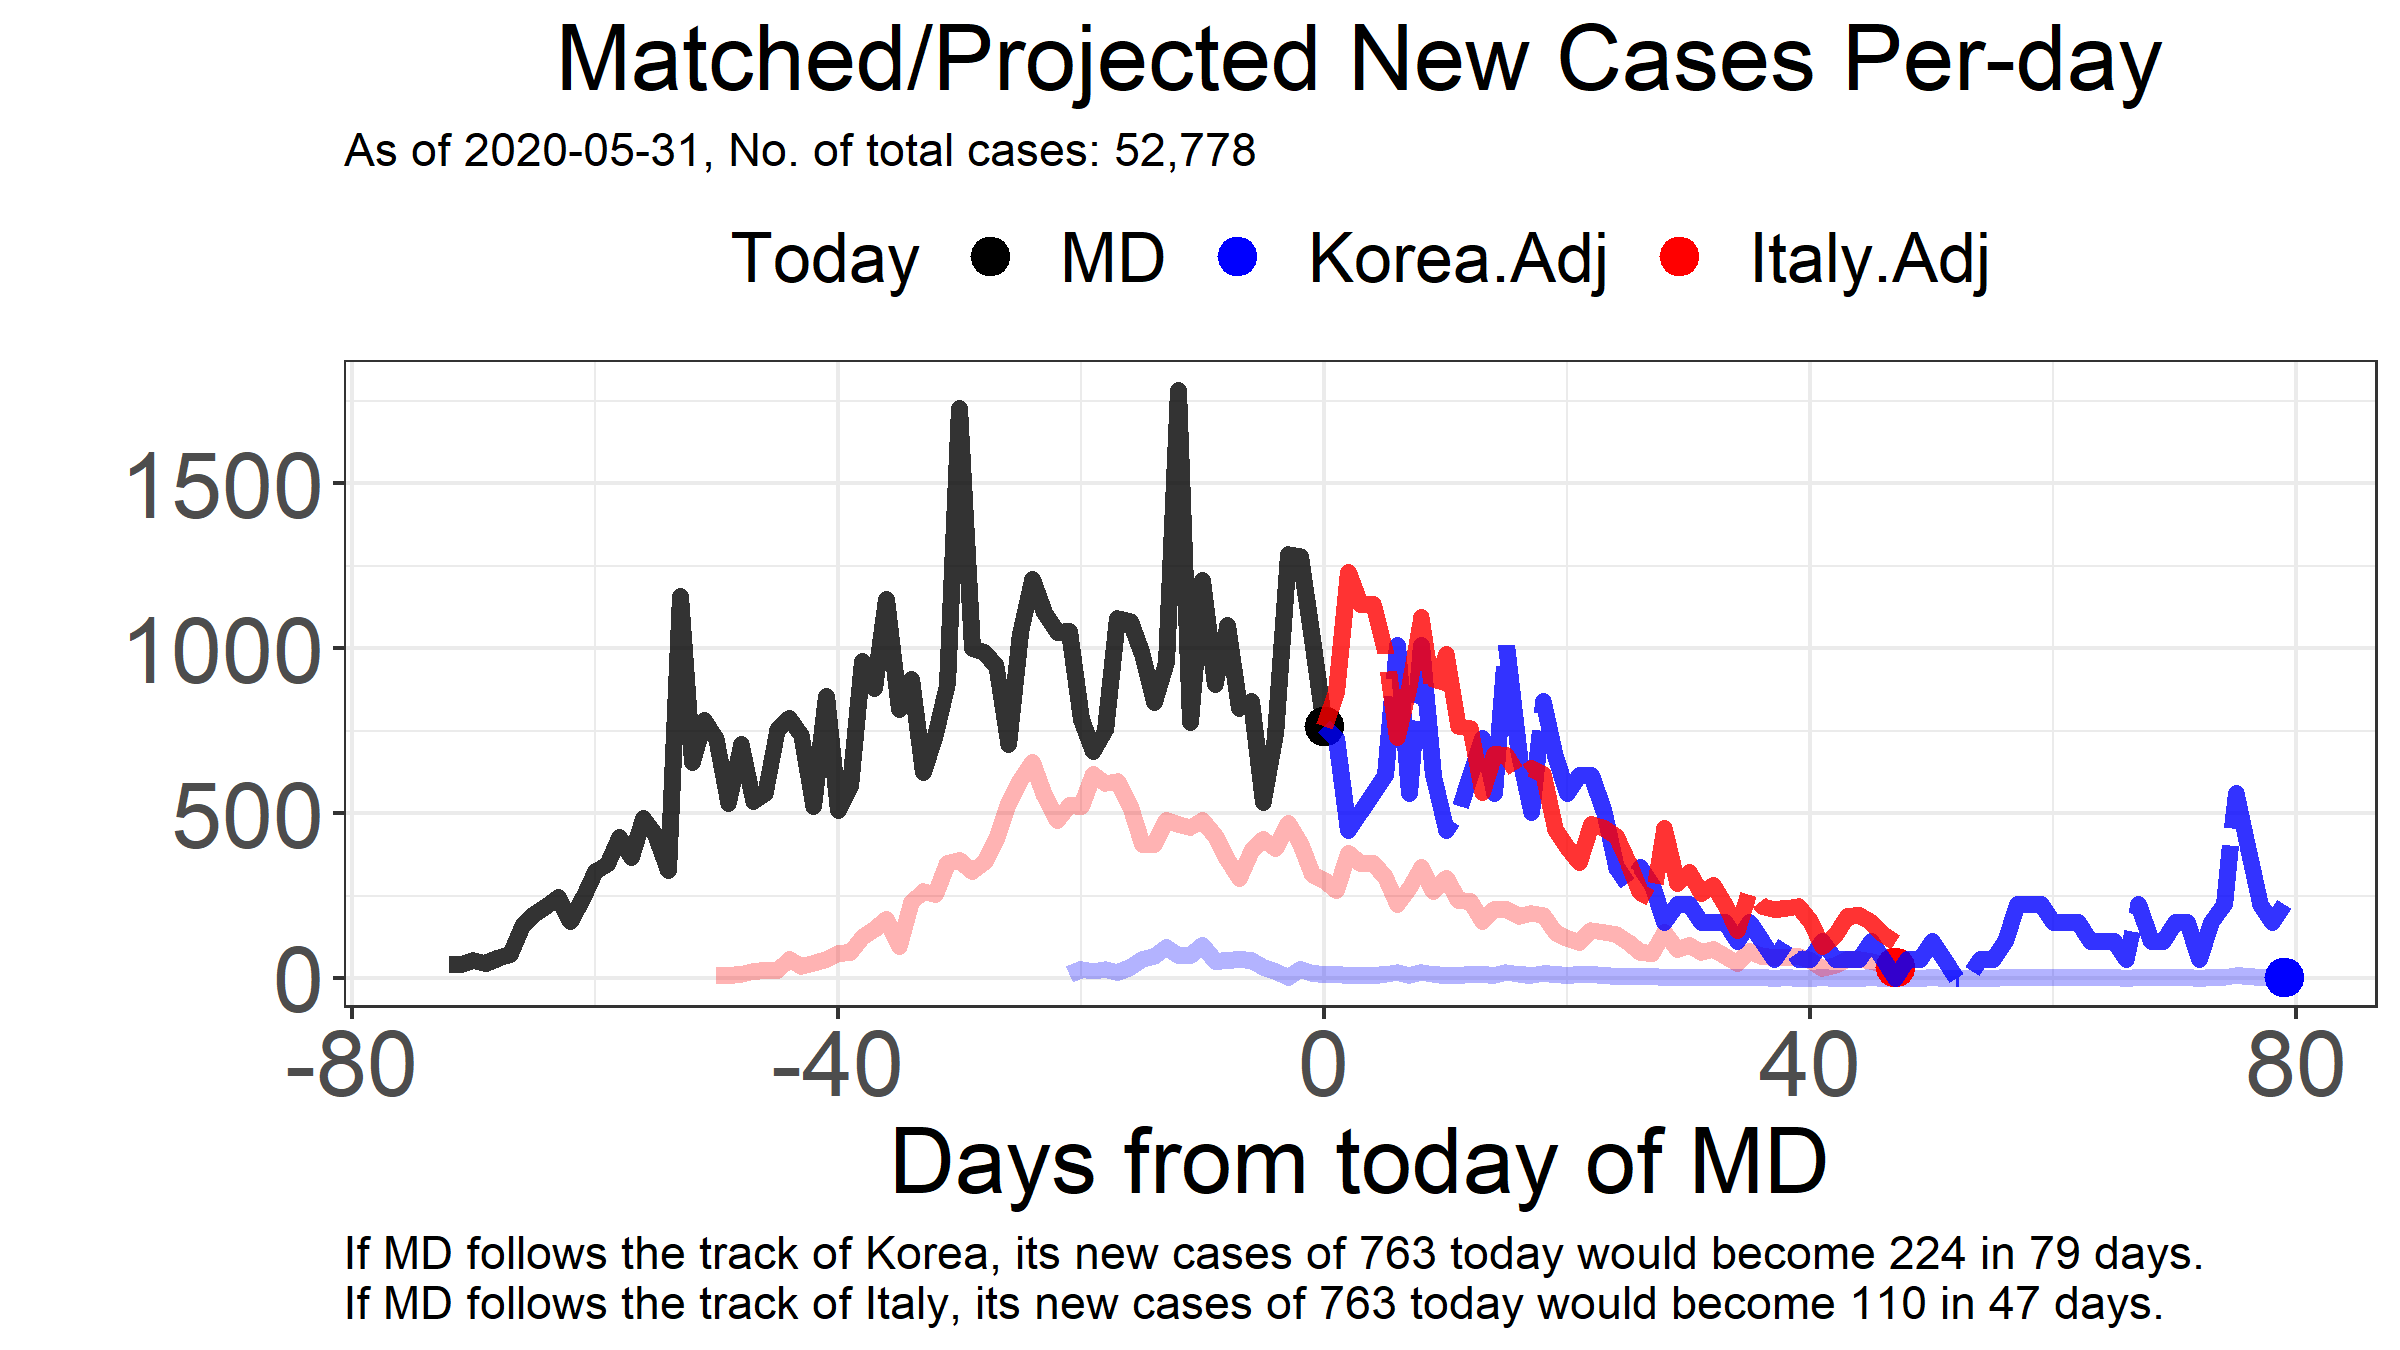 Matched/Projected New Cases Per-day
As of 2020-05-31, No. of total cases: 52,778
Today MD Korea.Adj Italy.Adj
1500
1000
500
0
-80 -40 0 40 80
Days from today of MD
If MD follows the track of Korea, its new cases of 763 today would become 224 in 79 days.
If MD follows the track of Italy, its new cases of 763 today would become 110 in 47 days.